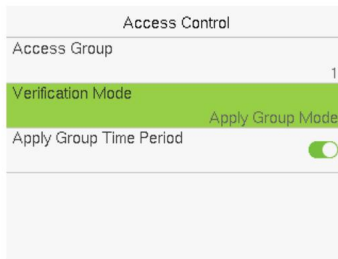 Access Control
Access Group
1
Verification Mode
Apply Group Mode
Apply Group Time Period